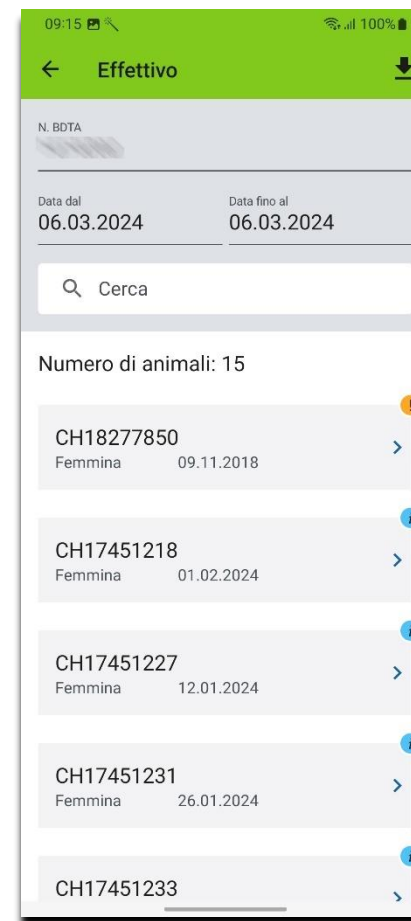 09:15 100%
Effettivo
N. BDTA
Data dal Data fino al
06.03.2024 06.03.2024
Cerca
Numero di animali: 15
CH18277850
Femmina 09.11.2018
CH17451218
Femmina 01.02.2024
CH17451227
Femmina 12.01.2024
CH17451231
Femmina 26.01.2024
CH17451233